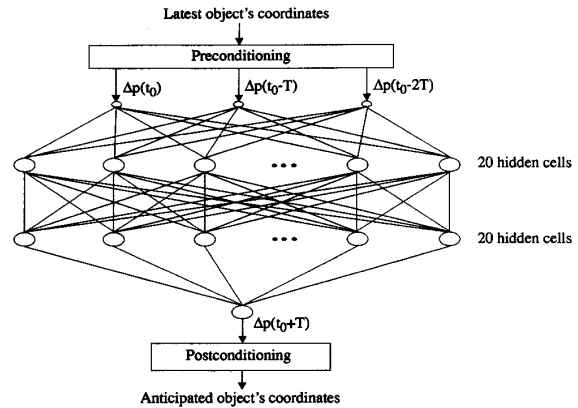 Latest object's coordinates
Preconditioning
Δp(t₀) Δp(t₀-T) Δp(t₀-2T)
20 hidden cells
20 hidden cells
Δp(t₀+T)
Postconditioning
Anticipated object's coordinates